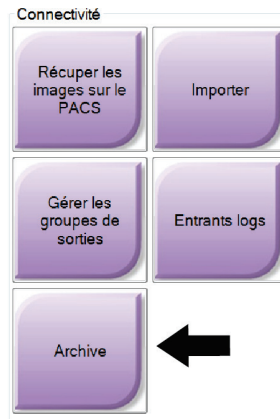 Connectivité
Récuper les
images sur le
PACS
Importer
Gérer les
groupes de
sorties
Entrants logs
Archive